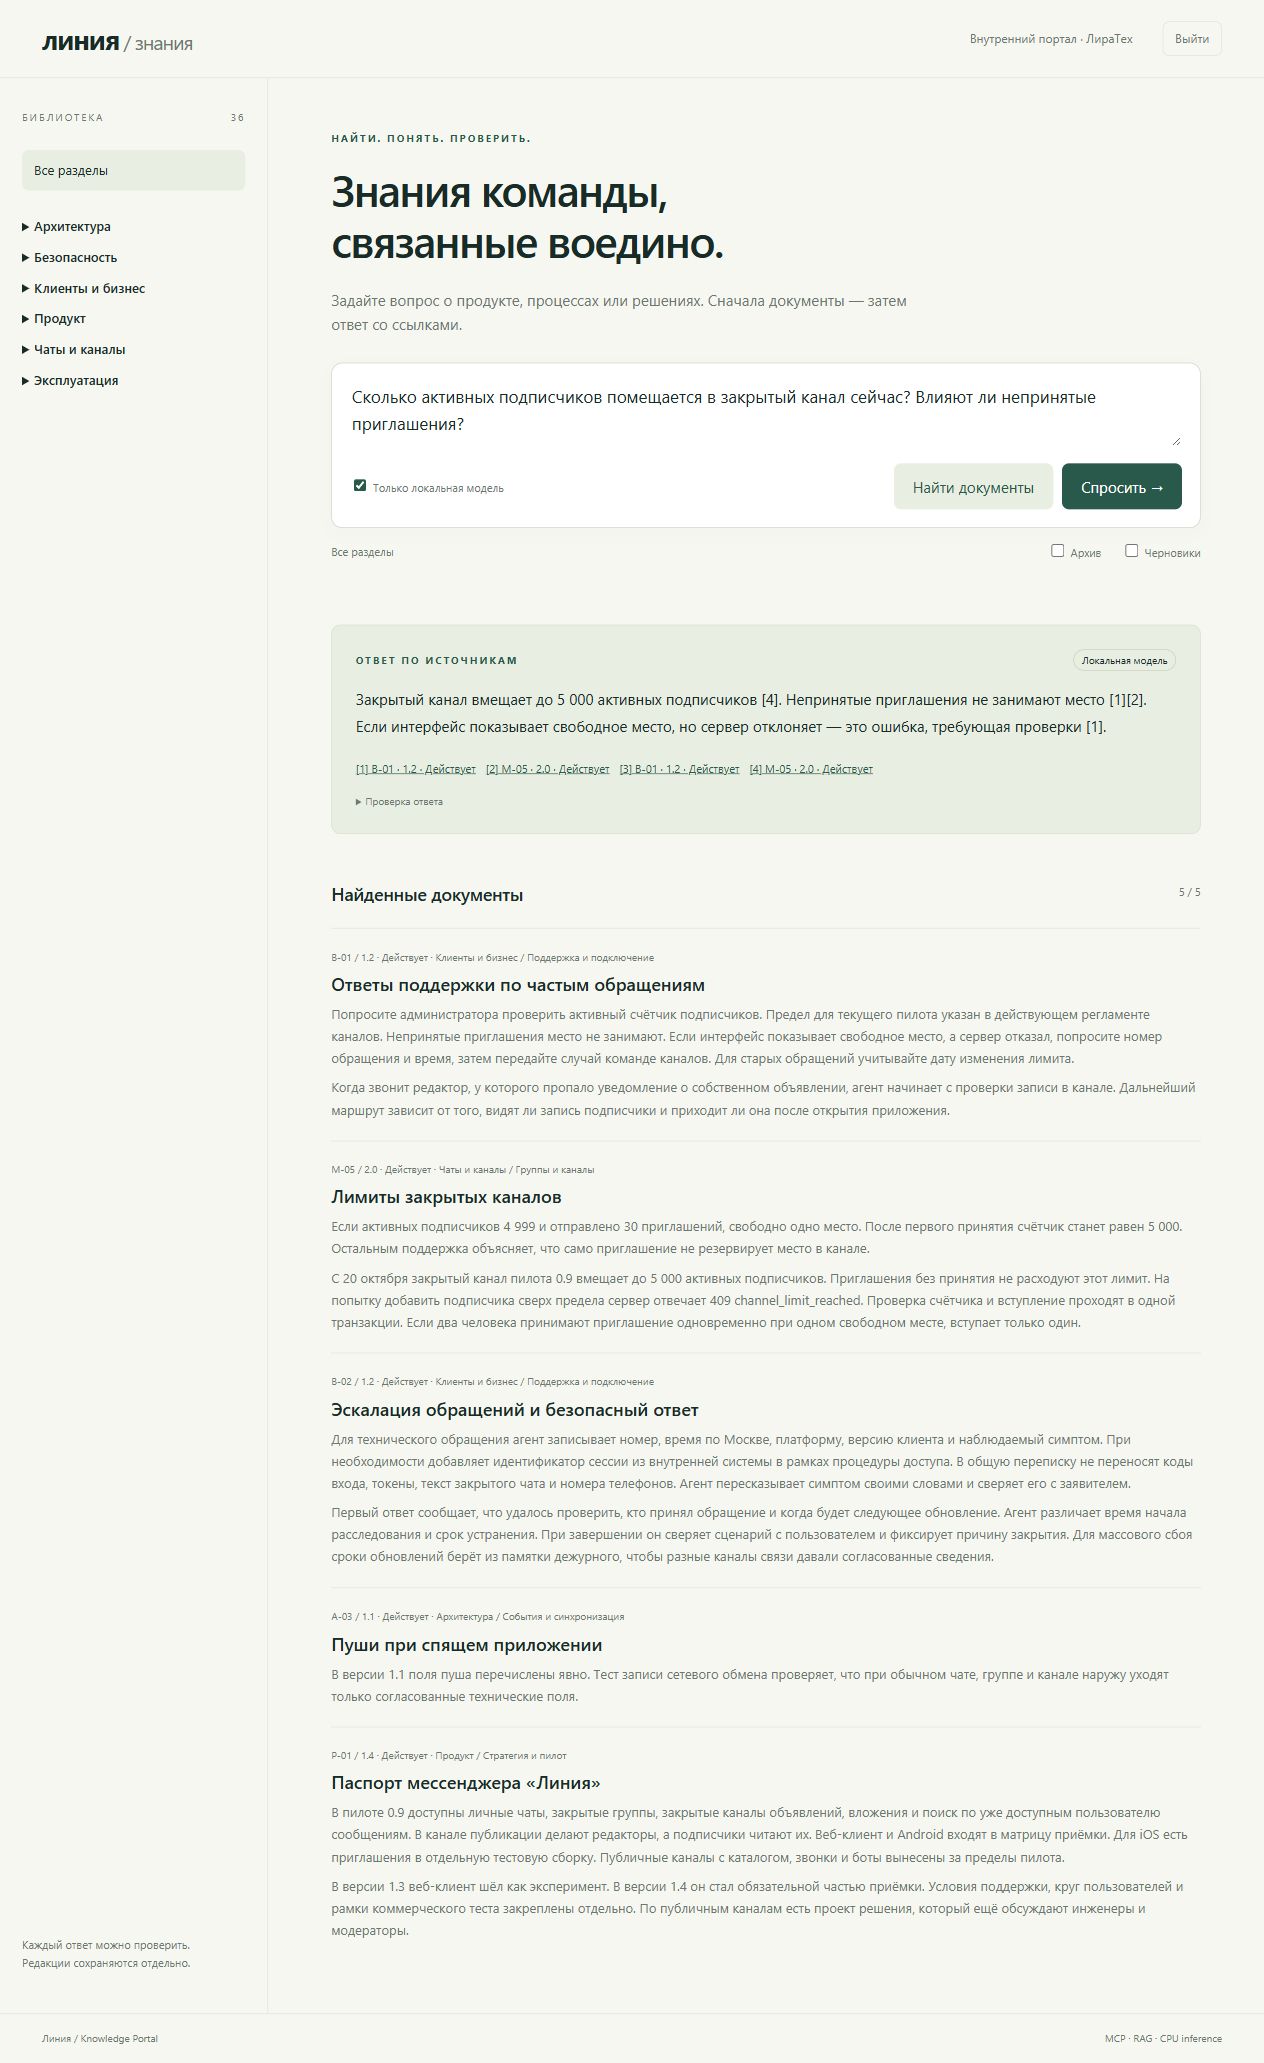 ЛИНИЯ / знания
Внутренний портал · ЛираТех
Выйти
БИБЛИОТЕКА 36
Все разделы
▶ Архитектура
▶ Безопасность
▶ Клиенты и бизнес
▶ Продукт
▶ Чаты и каналы
▶ Эксплуатация
Каждый ответ можно проверить.
Редакции сохраняются отдельно.
НАЙТИ. ПОНЯТЬ. ПРОВЕРИТЬ.
Знания команды,
связанные воедино.
Задайте вопрос о продукте, процессах или решениях. Сначала документы — затем
ответ со ссылками.
Сколько активных подписчиков помещается в закрытый канал сейчас? Влияют ли непринятые
приглашения?
Только локальная модель
Найти документы
Спросить →
Все разделы
Архив
Черновики
ОТВЕТ ПО ИСТОЧНИКАМ
Локальная модель
Закрытый канал вмещает до 5 000 активных подписчиков [4]. Непринятые приглашения не занимают место [1][2].
Если интерфейс показывает свободное место, но сервер отклоняет — это ошибка, требующая проверки [1].
[1] B-01 · 1.2 · Действует [2] M-05 · 2.0 · Действует [3] B-01 · 1.2 · Действует [4] M-05 · 2.0 · Действует
▶ Проверка ответа
Найденные документы 5 / 5
B-01 / 1.2 · Действует · Клиенты и бизнес / Поддержка и подключение
Ответы поддержки по частым обращениям
Попросите администратора проверить активный счётчик подписчиков. Предел для текущего пилота указан в действующем регламенте
каналов. Непринятые приглашения место не занимают. Если интерфейс показывает свободное место, а сервер отказал, попросите номер
обращения и время, затем передайте случай команде каналов. Для старых обращений учитывайте дату изменения лимита.
Когда звонит редактор, у которого пропало уведомление о собственном объявлении, агент начинает с проверки записи в канале. Дальнейший
маршрут зависит от того, видят ли запись подписчики и приходит ли она после открытия приложения.
M-05 / 2.0 · Действует · Чаты и каналы / Группы и каналы
Лимиты закрытых каналов
Если активных подписчиков 4 999 и отправлено 30 приглашений, свободно одно место. После первого принятия счётчик станет равен 5 000.
Остальным поддержка объясняет, что само приглашение не резервирует место в канале.
С 20 октября закрытый канал пилота 0.9 вмещает до 5 000 активных подписчиков. Приглашения без принятия не расходуют этот лимит. На
попытку добавить подписчика сверх предела сервер отвечает 409 channel_limit_reached. Проверка счётчика и вступление проходят в одной
транзакции. Если два человека принимают приглашение одновременно при одном свободном месте, вступает только один.
B-02 / 1.2 · Действует · Клиенты и бизнес / Поддержка и подключение
Эскалация обращений и безопасный ответ
Для технического обращения агент записывает номер, время по Москве, платформу, версию клиента и наблюдаемый симптом. При
необходимости добавляет идентификатор сессии из внутренней системы в рамках процедуры доступа. В общую переписку не переносят коды
входа, токены, текст закрытого чата и номера телефонов. Агент пересказывает симптом своими словами и сверяет его с заявителем.
Первый ответ сообщает, что удалось проверить, кто принял обращение и когда будет следующее обновление. Агент различает время начала
расследования и срок устранения. При завершении он сверяет сценарий с пользователем и фиксирует причину закрытия. Для массового сбоя
сроки обновлений берёт из памятки дежурного, чтобы разные каналы связи давали согласованные сведения.
A-03 / 1.1 · Действует · Архитектура / События и синхронизация
Пуши при спящем приложении
В версии 1.1 поля пуша перечислены явно. Тест записи сетевого обмена проверяет, что при обычном чате, группе и канале наружу уходят
только согласованные технические поля.
P-01 / 1.4 · Действует · Продукт / Стратегия и пилот
Паспорт мессенджера «Линия»
В пилоте 0.9 доступны личные чаты, закрытые группы, закрытые каналы объявлений, вложения и поиск по уже доступным пользователю
сообщениям. В канале публикации делают редакторы, а подписчики читают их. Веб-клиент и Android входят в матрицу приёмки. Для iOS есть
приглашения в отдельную тестовую сборку. Публичные каналы с каталогом, звонки и боты вынесены за пределы пилота.
В версии 1.3 веб-клиент шёл как эксперимент. В версии 1.4 он стал обязательной частью приёмки. Условия поддержки, круг пользователей и
рамки коммерческого теста закреплены отдельно. По публичным каналам есть проект решения, который ещё обсуждают инженеры и
модераторы.
Линия / Knowledge Portal
MCP · RAG · CPU inference